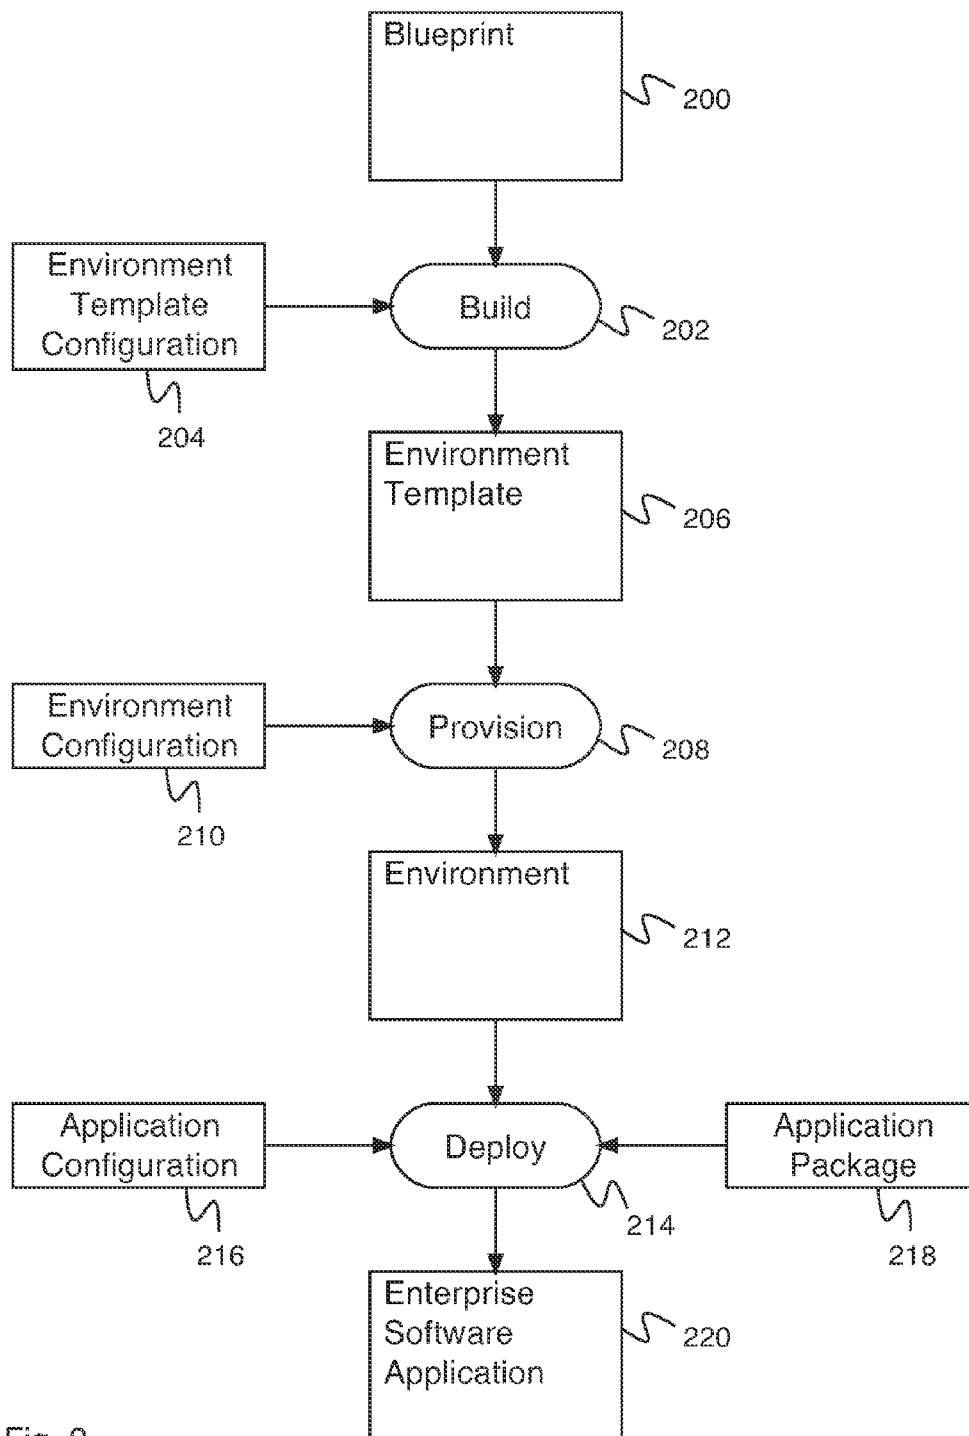 Blueprint
200
Environment
Template
Configuration
204
Build
202
Environment
Template
206
Environment
Configuration
210
Provision
208
Environment
212
Application
Configuration
216
Deploy
214
Application
Package
218
Enterprise
Software
Application
220
Fig.